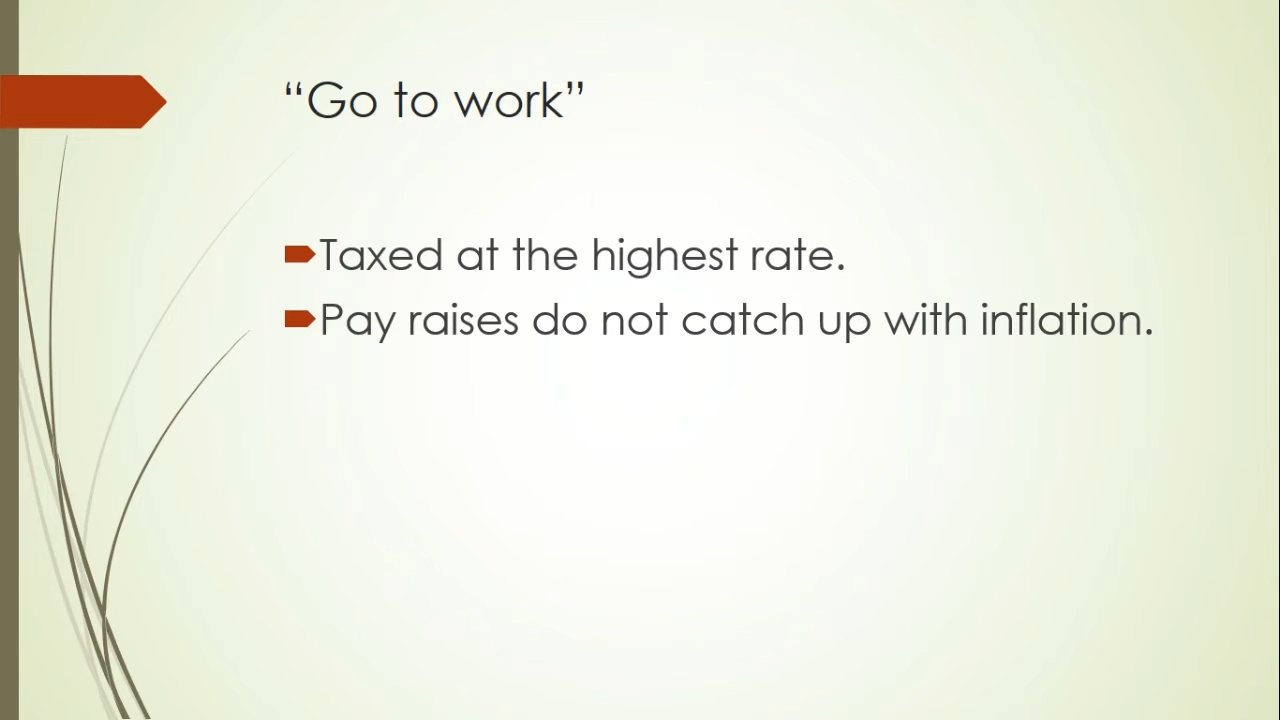 “Go to work”
Taxed at the highest rate.
Pay raises do not catch up with inflation.